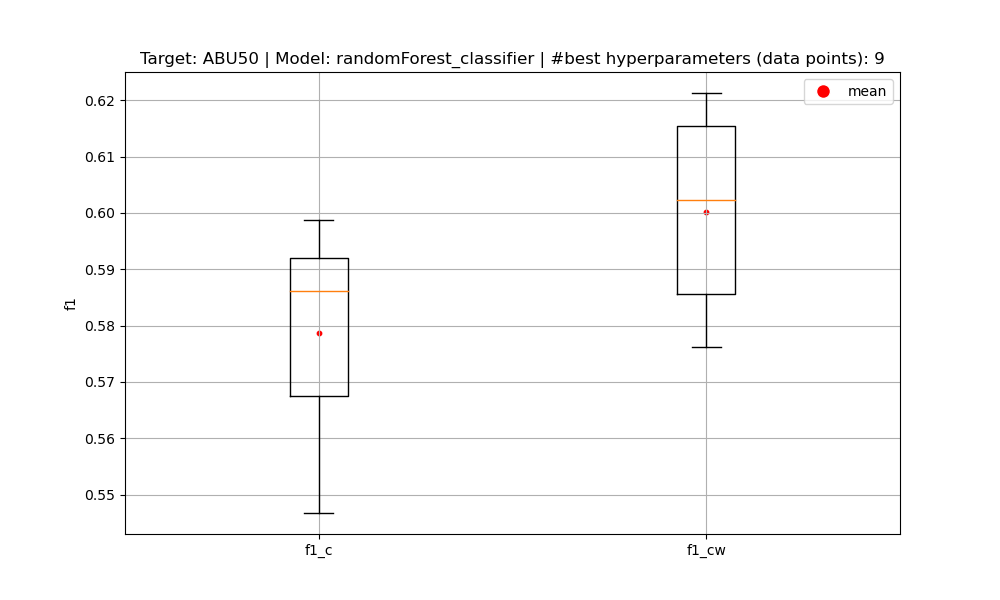 Target: ABU50 | Model: randomForest_classifier | #best hyperparameters (data points): 9
mean
0.62
0.61
0.60
0.59
0.58
0.57
0.56
0.55
f1
f1_c
f1_cw